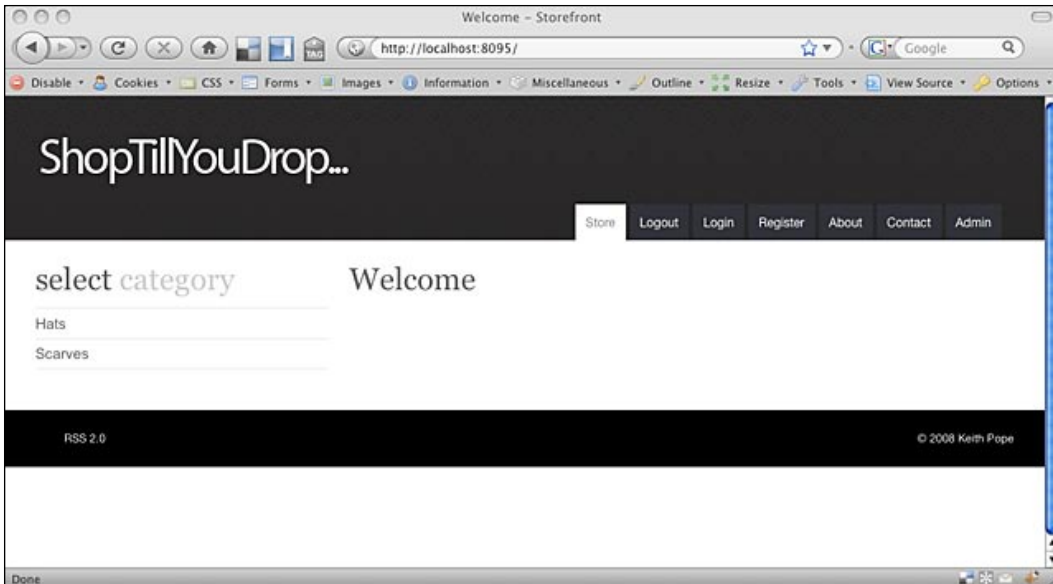 Welcome – Storefront
TAG
http://localhost:8095/
Google
Disable Cookies CSS Forms Images Information Miscellaneous Outline Resize Tools View Source Options
ShopTillYouDrop...
Store Logout Login Register About Contact Admin
select category
Hats
Scarves
Welcome
RSS 2.0
© 2008 Keith Pope
Done